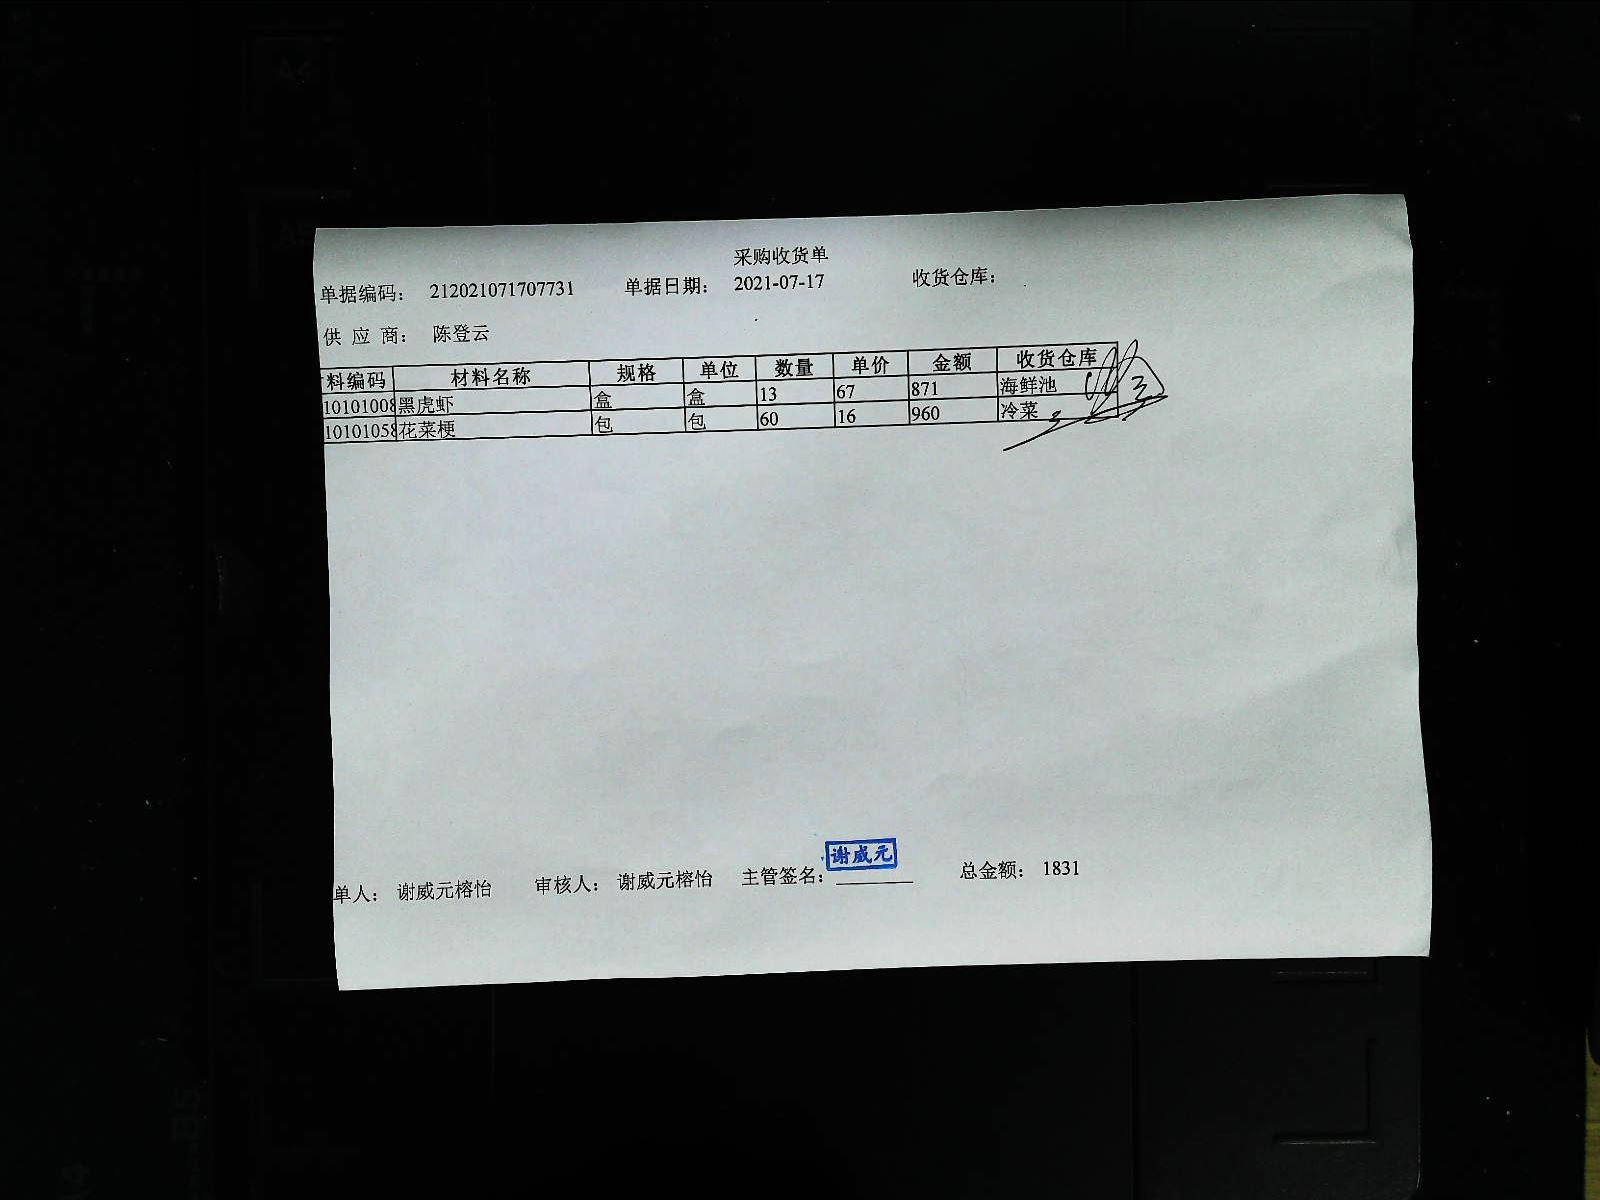 采购收货单
单据编码: 212021071707731 单据日期: 2021-07-17 收货仓库:
供 应 商: 陈登云
料编码 材料名称 规格 单位 数量 单价 金额 收货仓库
10101008 黑虎虾 盒 盒 13 67 871 海鲜池
10101058 花菜梗 包 包 60 16 960 冷菜
谢威元
单人: 谢威元榕怡 审核人: 谢威元榕怡 主管签名: 总金额: 1831